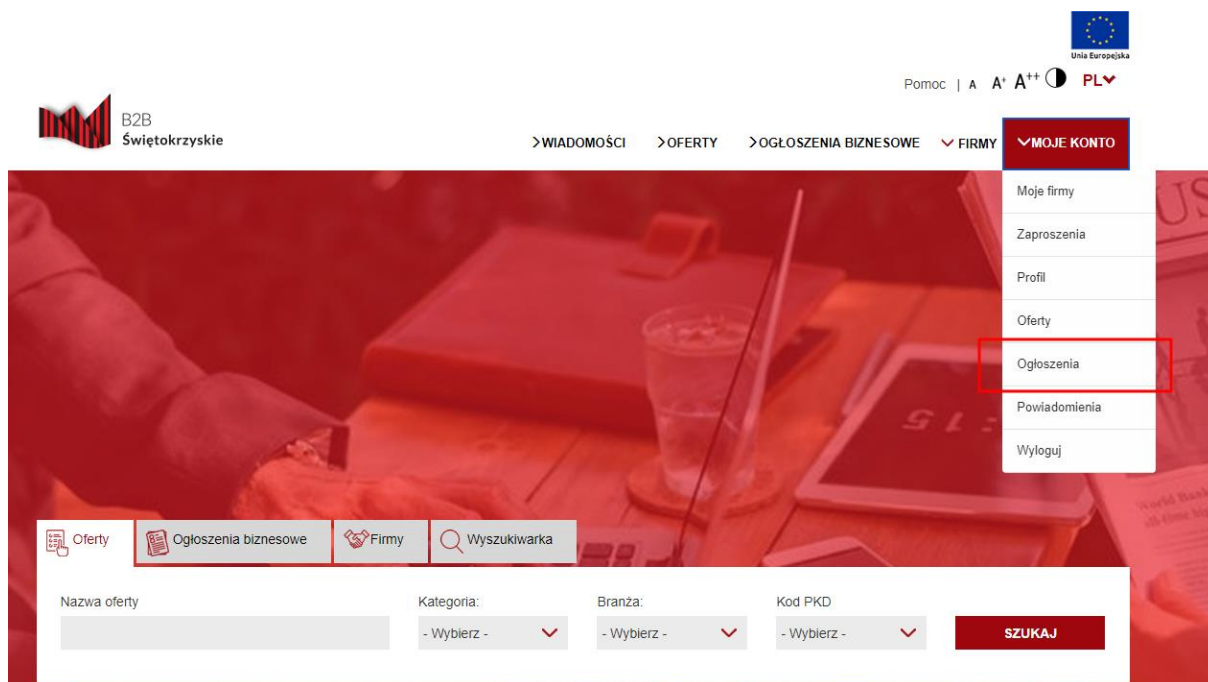 Unia Europejska
Pomoc | A A+ A++ PL
B2B
Świętokrzyskie
>WIADOMOŚCI >OFERTY >OGŁOSZENIA BIZNESOWE FIRMY MOJE KONTO
Moje firmy
Zaproszenia
Profil
Oferty
Ogłoszenia
Powiadomienia
Wyloguj
Oferty Ogłoszenia biznesowe Firmy Wyszukiwarka
Nazwa oferty Kategoria: Branża: Kod PKD
- Wybierz - - Wybierz - - Wybierz - SZUKAJ